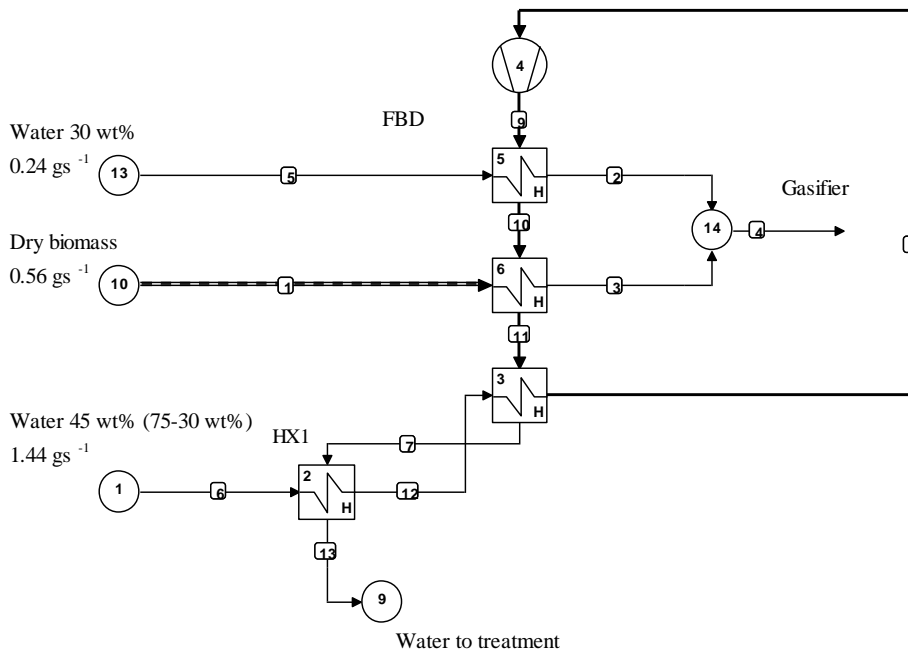 4
9
FBD
Water 30 wt%
0.24 gs -1
13
5
5
H
2
Gasifier
10
14
4
Dry biomass
0.56 gs -1
10
1
6
H
3
11
3
H
Water 45 wt% (75-30 wt%)
1.44 gs -1
HX1
7
1
6
2
H
12
13
9
Water to treatment